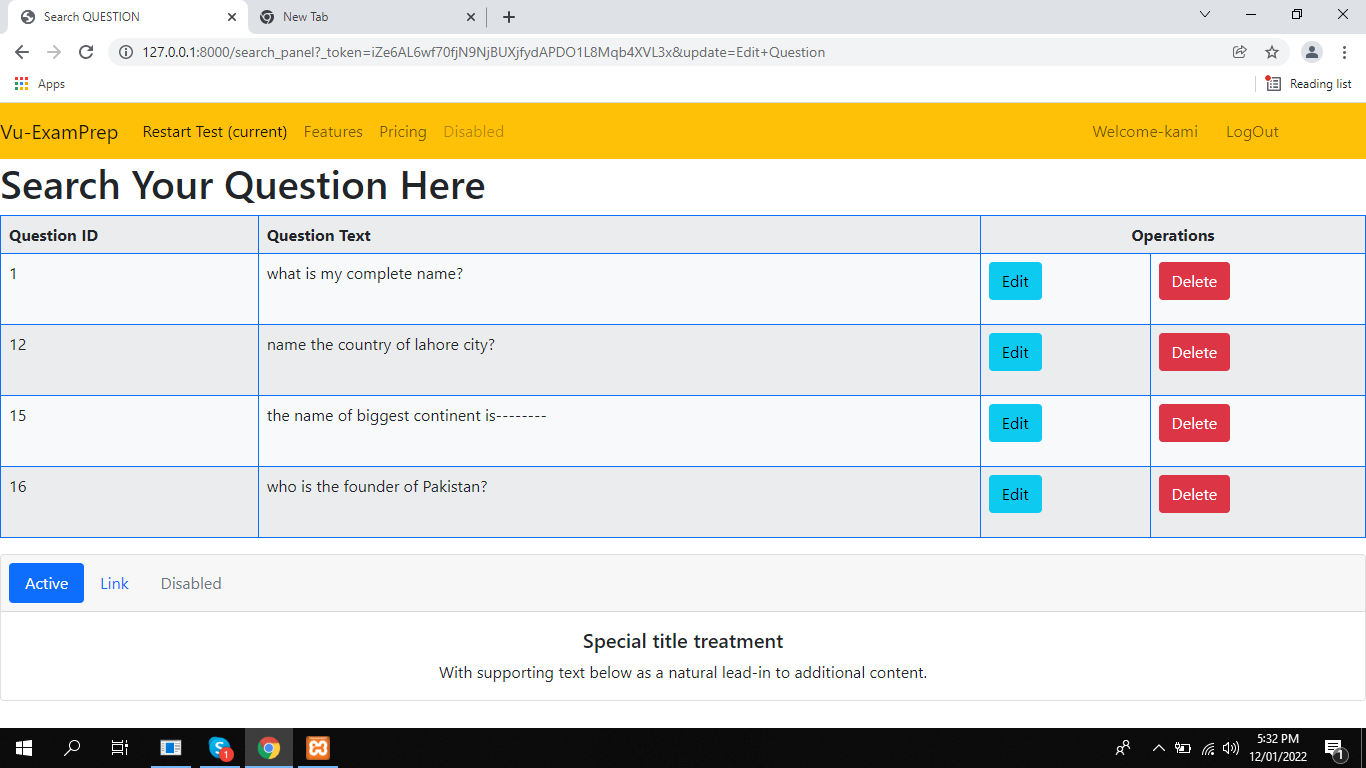 Search QUESTION
New Tab
127.0.0.1:8000/search_panel?_token=iZe6AL6wf70fjN9NjBUXjfydAPDO1L8Mqb4XVL3x&update=Edit+Question
Apps
Reading list
Vu-ExamPrep Restart Test (current) Features Pricing Disabled Welcome-kami LogOut
Search Your Question Here
Question ID Question Text Operations
1 what is my complete name? Edit Delete
12 name the country of lahore city? Edit Delete
15 the name of biggest continent is-------- Edit Delete
16 who is the founder of Pakistan? Edit Delete
Active Link Disabled
Special title treatment
With supporting text below as a natural lead-in to additional content.
1
5:32 PM
12/01/2022
1